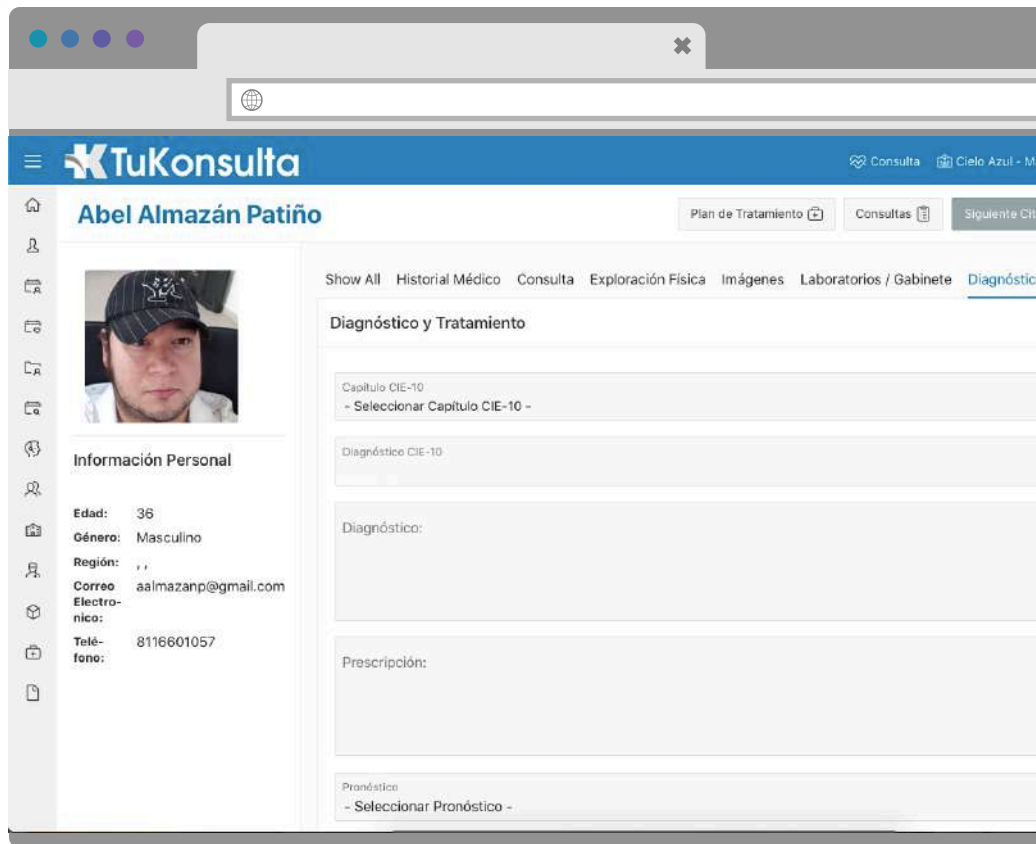 TuKonsulta
Consulta
Cielo Azul - M
Abel Almazán Patiño
Plan de Tratamiento
Consultas
Siguiente Cit
Show All Historial Médico Consulta Exploración Física Imágenes Laboratorios / Gabinete Diagnóstic
Diagnóstico y Tratamiento
Capítulo CIE-10
- Seleccionar Capítulo CIE-10 -
Diagnóstico CIE-10
Diagnóstico:
Prescripción:
Pronóstico
- Seleccionar Pronóstico -
Información Personal
Edad: 36
Género: Masculino
Región: , ,
Correo Electro- aalmazanp@gmail.com
nico:
Telé- 8116601057
fono: